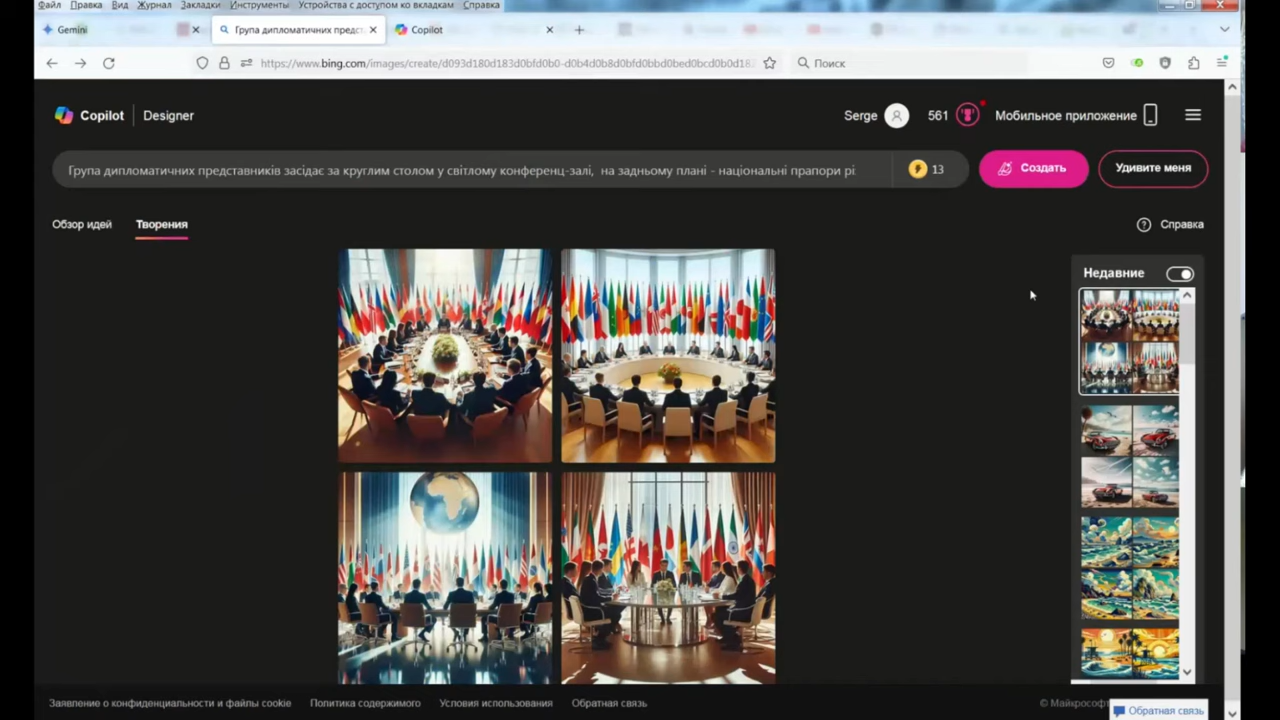 Файл Правка Вид Журнал Закладки Инструменты Устройства с доступом ко вкладкам Справка
Gemini Група дипломатичних предст Copilot
https://www.bing.com/images/create/d093d180d183d0bfd0b0-d0b4d0b8d0bfd0bbd0bed0bcd0b0d18 Поиск
Copilot Designer Serge 561 Мобильное приложение
Група дипломатичних представників засідає за круглим столом у світлому конференц-залі, на задньому плані - національні прапори рі 13 Создать Удивите меня
Обзор идей Творения Справка
Недавние
Заявление о конфиденциальности и файлы cookie Политика содержимого Условия использования Обратная связь © Майкрософт
Обратная связь